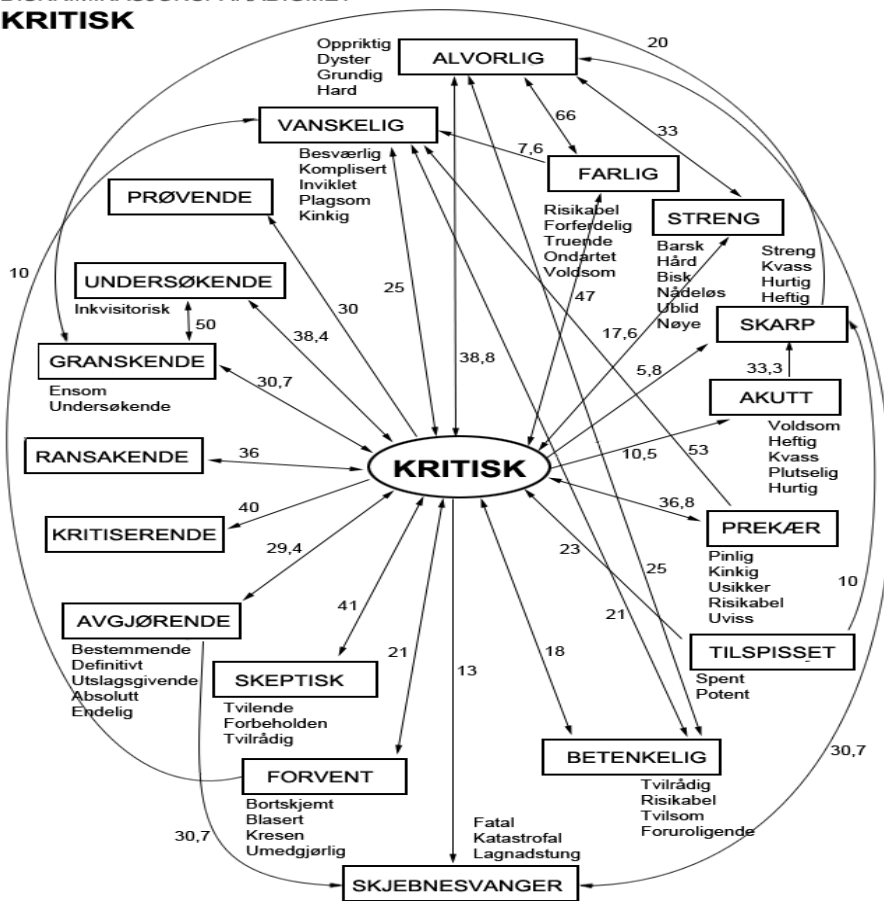 KRITISK
20
Oppriktig
Dyster
Grundig
Hard
ALVORLIG
66
33
VANSKELIG
7,6
Besværlig
Komplisert
Inviklet
Plagsom
Kinkig
FARLIG
Risikabel
Forferdelig
Truende
Ondartet
Voldsom
PRØVENDE
STRENG
Barsk
Hård
Bisk
Nådeløs
Ublid
Nøye
Streng
Kvass
Hurtig
Heftig
SKARP
10
UNDERSØKENDE
Inkvisitorisk
50
25
30
47
38,4
17,6
38,8
5,8
33,3
GRANSKENDE
Ensom
Undersøkende
30,7
AKUTT
Voldsom
Heftig
Kvass
Plutselig
Hurtig
RANSAKENDE
36
KRITISK
10,5
53
40
36,8
KRITISERENDE
PREKÆR
Pinlig
Kinkig
Usikker
Risikabel
Uviss
29,4
23
25
10
AVGJØRENDE
Bestemmende
Definitivt
Utslagsgivende
Absolutt
Endelig
41
21
13
18
21
TILSPISSET
Spent
Potent
SKEPTISK
Tvilende
Forbeholden
Tvilrådig
BETENKELIG
Tvilrådig
Risikabel
Tvilsom
Foruroligende
30,7
FORVENT
Bortskjemt
Blasert
Kresen
Umedgjørlig
30,7
Fatal
Katastrofal
Lagnadstung
SKJEBNESVANGER